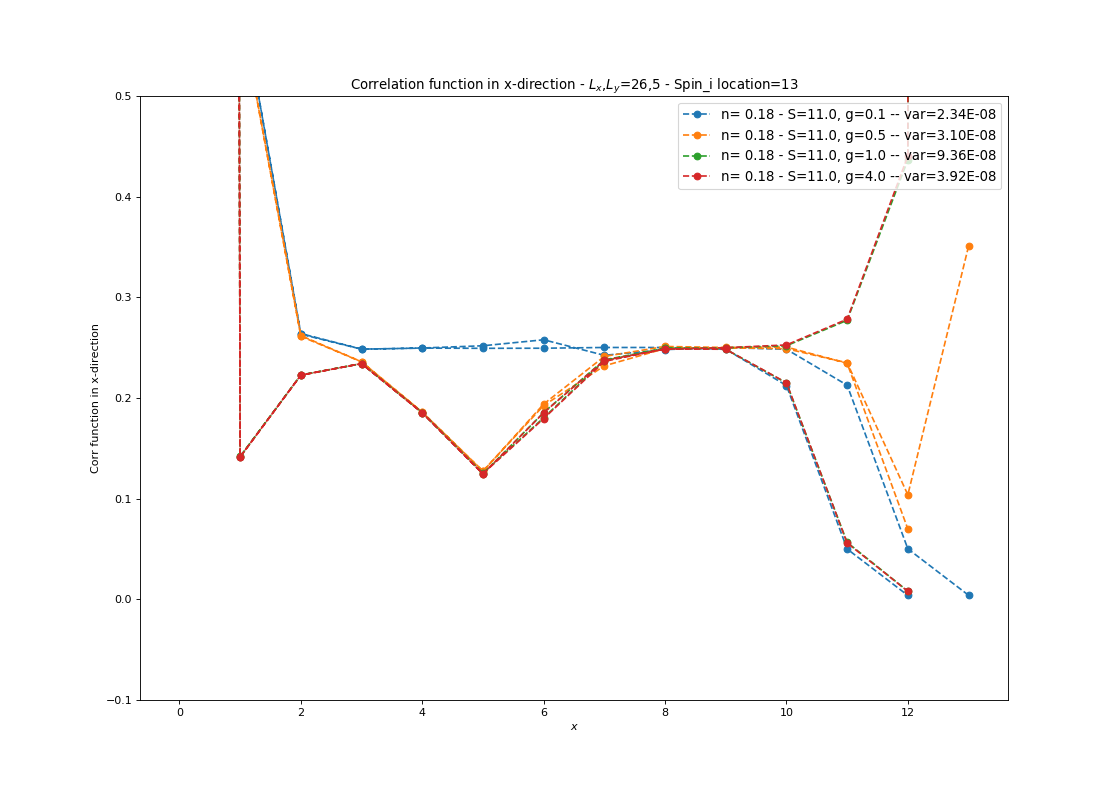 Correlation function in x-direction - Lx,Ly=26,5 - Spin_i location=13
n= 0.18 - S=11.0, g=0.1 -- var=2.34E-08
n= 0.18 - S=11.0, g=0.5 -- var=3.10E-08
n= 0.18 - S=11.0, g=1.0 -- var=9.36E-08
n= 0.18 - S=11.0, g=4.0 -- var=3.92E-08
Corr function in x-direction
0.5
0.4
0.3
0.2
0.1
0.0
−0.1
0 2 4 6 8 10 12
x